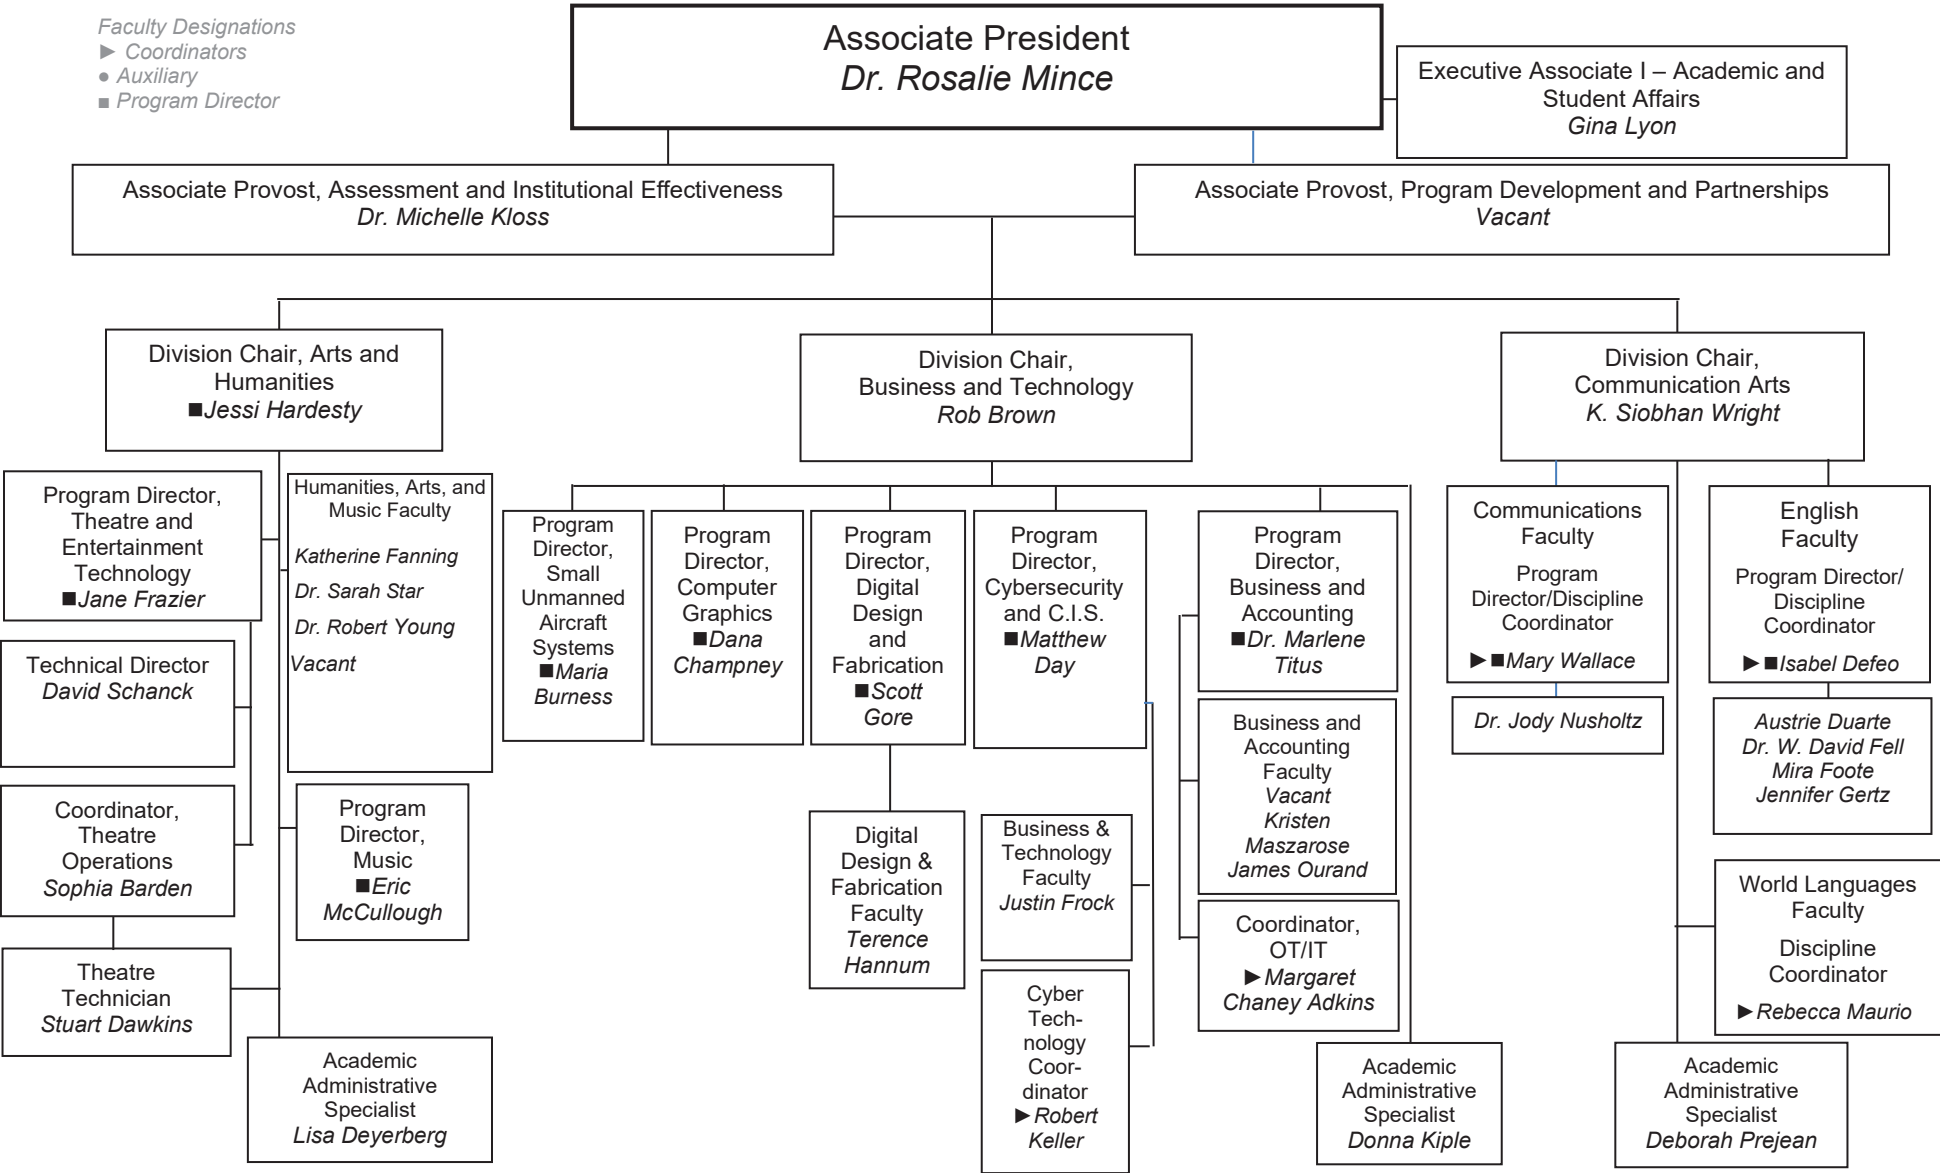 Faculty Designations
► Coordinators
● Auxiliary
■ Program Director
Associate President
Dr. Rosalie Mince
Executive Associate I – Academic and
Student Affairs
Gina Lyon
Associate Provost, Assessment and Institutional Effectiveness
Dr. Michelle Kloss
Associate Provost, Program Development and Partnerships
Vacant
Division Chair, Arts and
Humanities
■Jessi Hardesty
Division Chair,
Business and Technology
Rob Brown
Division Chair,
Communication Arts
K. Siobhan Wright
Program Director,
Theatre and
Entertainment
Technology
■Jane Frazier
Humanities, Arts, and
Music Faculty
Katherine Fanning
Dr. Sarah Star
Dr. Robert Young
Vacant
Technical Director
David Schanck
Coordinator,
Theatre
Operations
Sophia Barden
Program
Director,
Music
■Eric
McCullough
Theatre
Technician
Stuart Dawkins
Academic
Administrative
Specialist
Lisa Deyerberg
Program
Director,
Small
Unmanned
Aircraft
Systems
■Maria
Burness
Program
Director,
Computer
Graphics
■Dana
Champney
Program
Director,
Digital
Design
and
Fabrication
■Scott
Gore
Program
Director,
Cybersecurity
and C.I.S.
■Matthew
Day
Program
Director,
Business and
Accounting
■Dr. Marlene
Titus
Digital
Design &
Fabrication
Faculty
Terence
Hannum
Business &
Technology
Faculty
Justin Frock
Cyber
Tech-
nology
Coor-
dinator
►Robert
Keller
Business and
Accounting
Faculty
Vacant
Kristen
Maszarose
James Ourand
Coordinator,
OT/IT
►Margaret
Chaney Adkins
Academic
Administrative
Specialist
Donna Kiple
Communications
Faculty
Program
Director/Discipline
Coordinator
►■Mary Wallace
Dr. Jody Nusholtz
English
Faculty
Program Director/
Discipline
Coordinator
►■Isabel Defeo
Austrie Duarte
Dr. W. David Fell
Mira Foote
Jennifer Gertz
World Languages
Faculty
Discipline
Coordinator
►Rebecca Maurio
Academic
Administrative
Specialist
Deborah Prejean